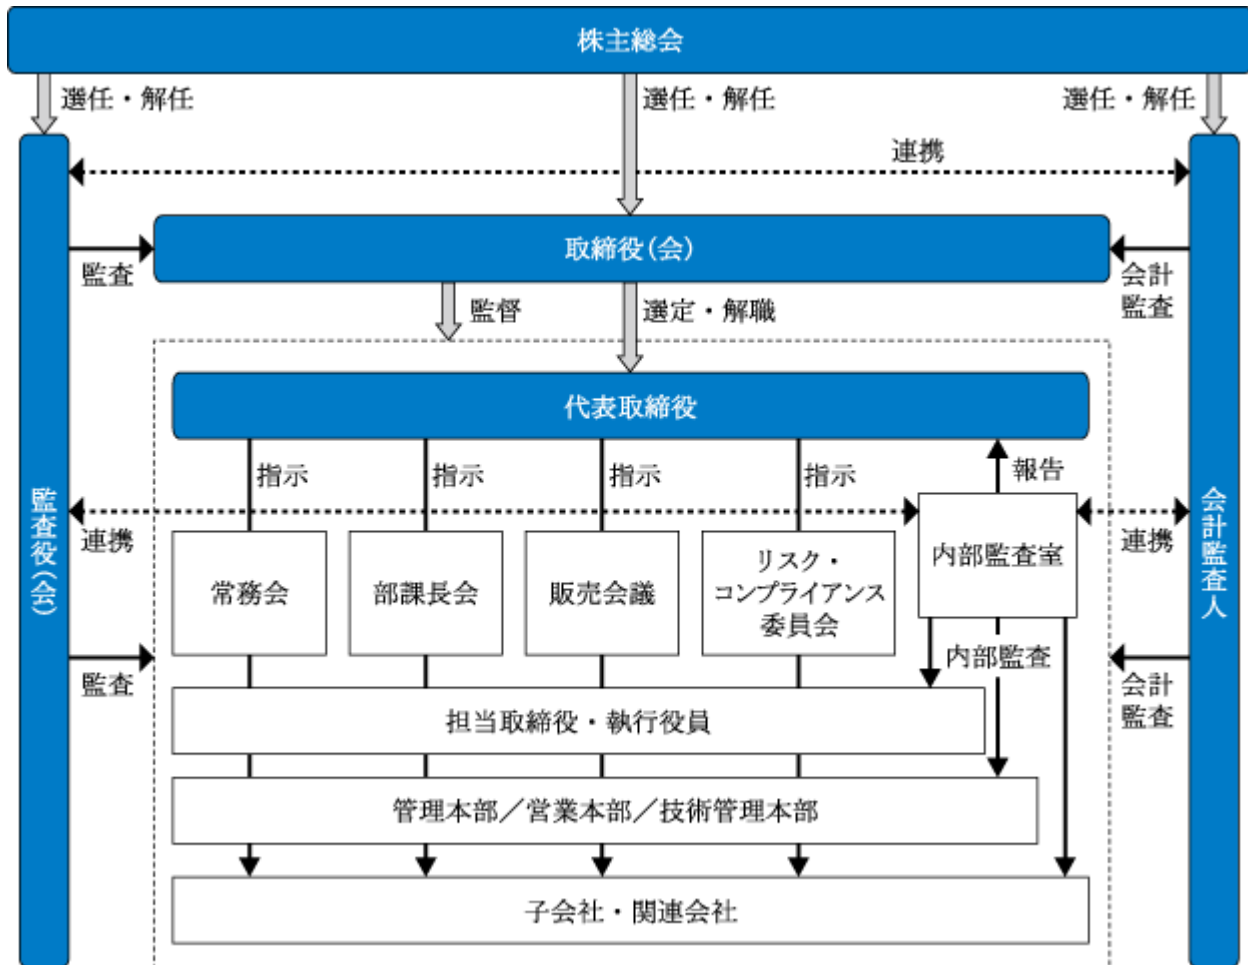 株主総会
選任・解任
選任・解任
選任・解任
連携
取締役(会)
監査
会計
監査
監督
選定・解職
代表取締役
指示
指示
指示
指示
報告
監査役(会)
会計監査人
連携
連携
常務会
部課長会
販売会議
リスク・
コンプライアンス
委員会
内部監査室
内部監査
監査
会計
監査
担当取締役・執行役員
管理本部/営業本部/技術管理本部
子会社・関連会社